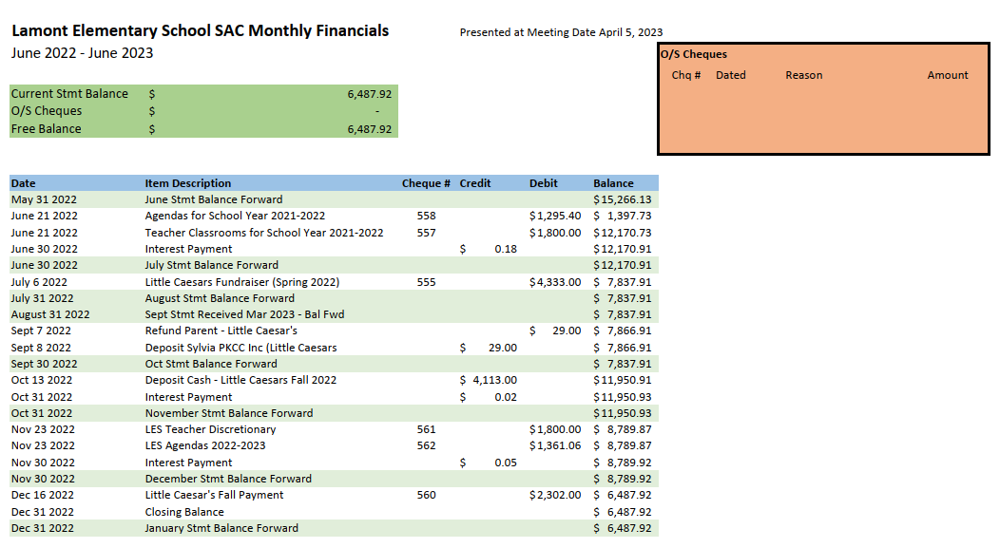 Lamont Elementary School SAC Monthly Financials
Presented at Meeting Date April 5, 2023
June 2022 - June 2023
O/S Cheques
Chq # Dated Reason Amount
Current Stmt Balance $ 6,487.92
O/S Cheques $ -
Free Balance $ 6,487.92
Date Item Description Cheque # Credit Debit Balance
May 31 2022 June Stmt Balance Forward $15,266.13
June 21 2022 Agendas for School Year 2021-2022 558 $1,295.40 $ 1,397.73
June 21 2022 Teacher Classrooms for School Year 2021-2022 557 $1,800.00 $12,170.73
June 30 2022 Interest Payment $ 0.18 $12,170.91
June 30 2022 July Stmt Balance Forward $12,170.91
July 6 2022 Little Caesars Fundraiser (Spring 2022) 555 $4,333.00 $ 7,837.91
July 31 2022 August Stmt Balance Forward $ 7,837.91
August 31 2022 Sept Stmt Received Mar 2023 - Bal Fwd $ 7,837.91
Sept 7 2022 Refund Parent - Little Caesar's $ 29.00 $ 7,866.91
Sept 8 2022 Deposit Sylvia PKCC Inc (Little Caesars $ 29.00 $ 7,866.91
Sept 30 2022 Oct Stmt Balance Forward $ 7,837.91
Oct 13 2022 Deposit Cash - Little Caesars Fall 2022 $ 4,113.00 $11,950.91
Oct 31 2022 Interest Payment $ 0.02 $11,950.93
Oct 31 2022 November Stmt Balance Forward $11,950.93
Nov 23 2022 LES Teacher Discretionary 561 $1,800.00 $ 8,789.87
Nov 23 2022 LES Agendas 2022-2023 562 $1,361.06 $ 8,789.87
Nov 30 2022 Interest Payment $ 0.05 $ 8,789.92
Nov 30 2022 December Stmt Balance Forward $ 8,789.92
Dec 16 2022 Little Caesar's Fall Payment 560 $2,302.00 $ 6,487.92
Dec 31 2022 Closing Balance $ 6,487.92
Dec 31 2022 January Stmt Balance Forward $ 6,487.92